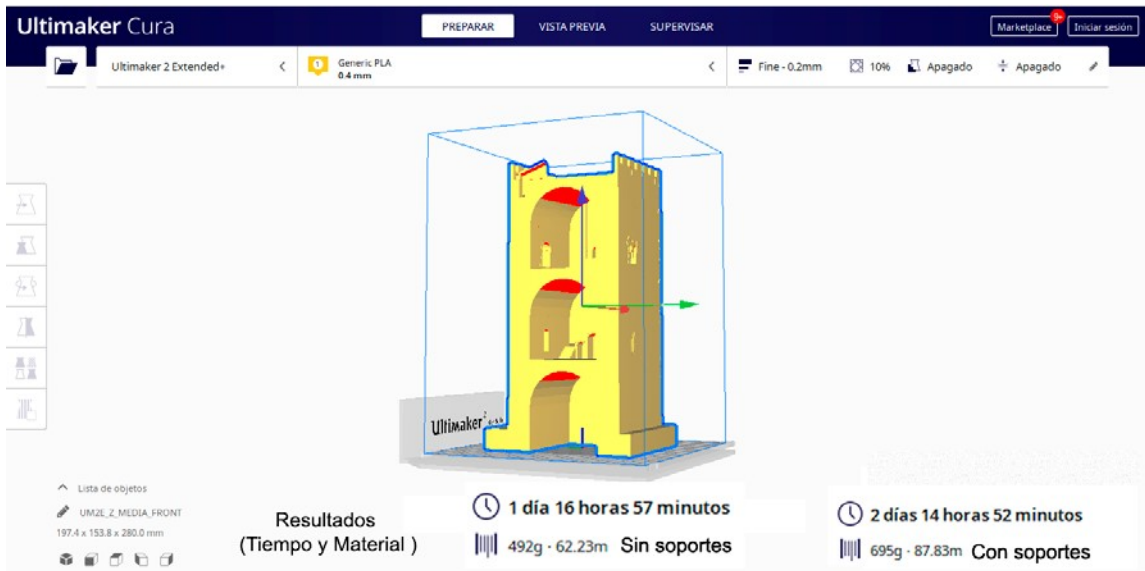 Ultimaker Cura
PREPARAR
VISTA PREVIA
SUPERVISAR
Marketplace
9+
Iniciar sesión
Ultimaker 2 Extended+
1
Generic PLA
0.4 mm
Fine - 0.2mm
10%
Apagado
Apagado
Ultimaker²
Lista de objetos
UM2E_Z_MEDIA_FRONT
197.4 x 153.8 x 280.0 mm
Resultados
(Tiempo y Material )
1 día 16 horas 57 minutos
492g · 62.23m Sin soportes
2 días 14 horas 52 minutos
695g · 87.83m Con soportes